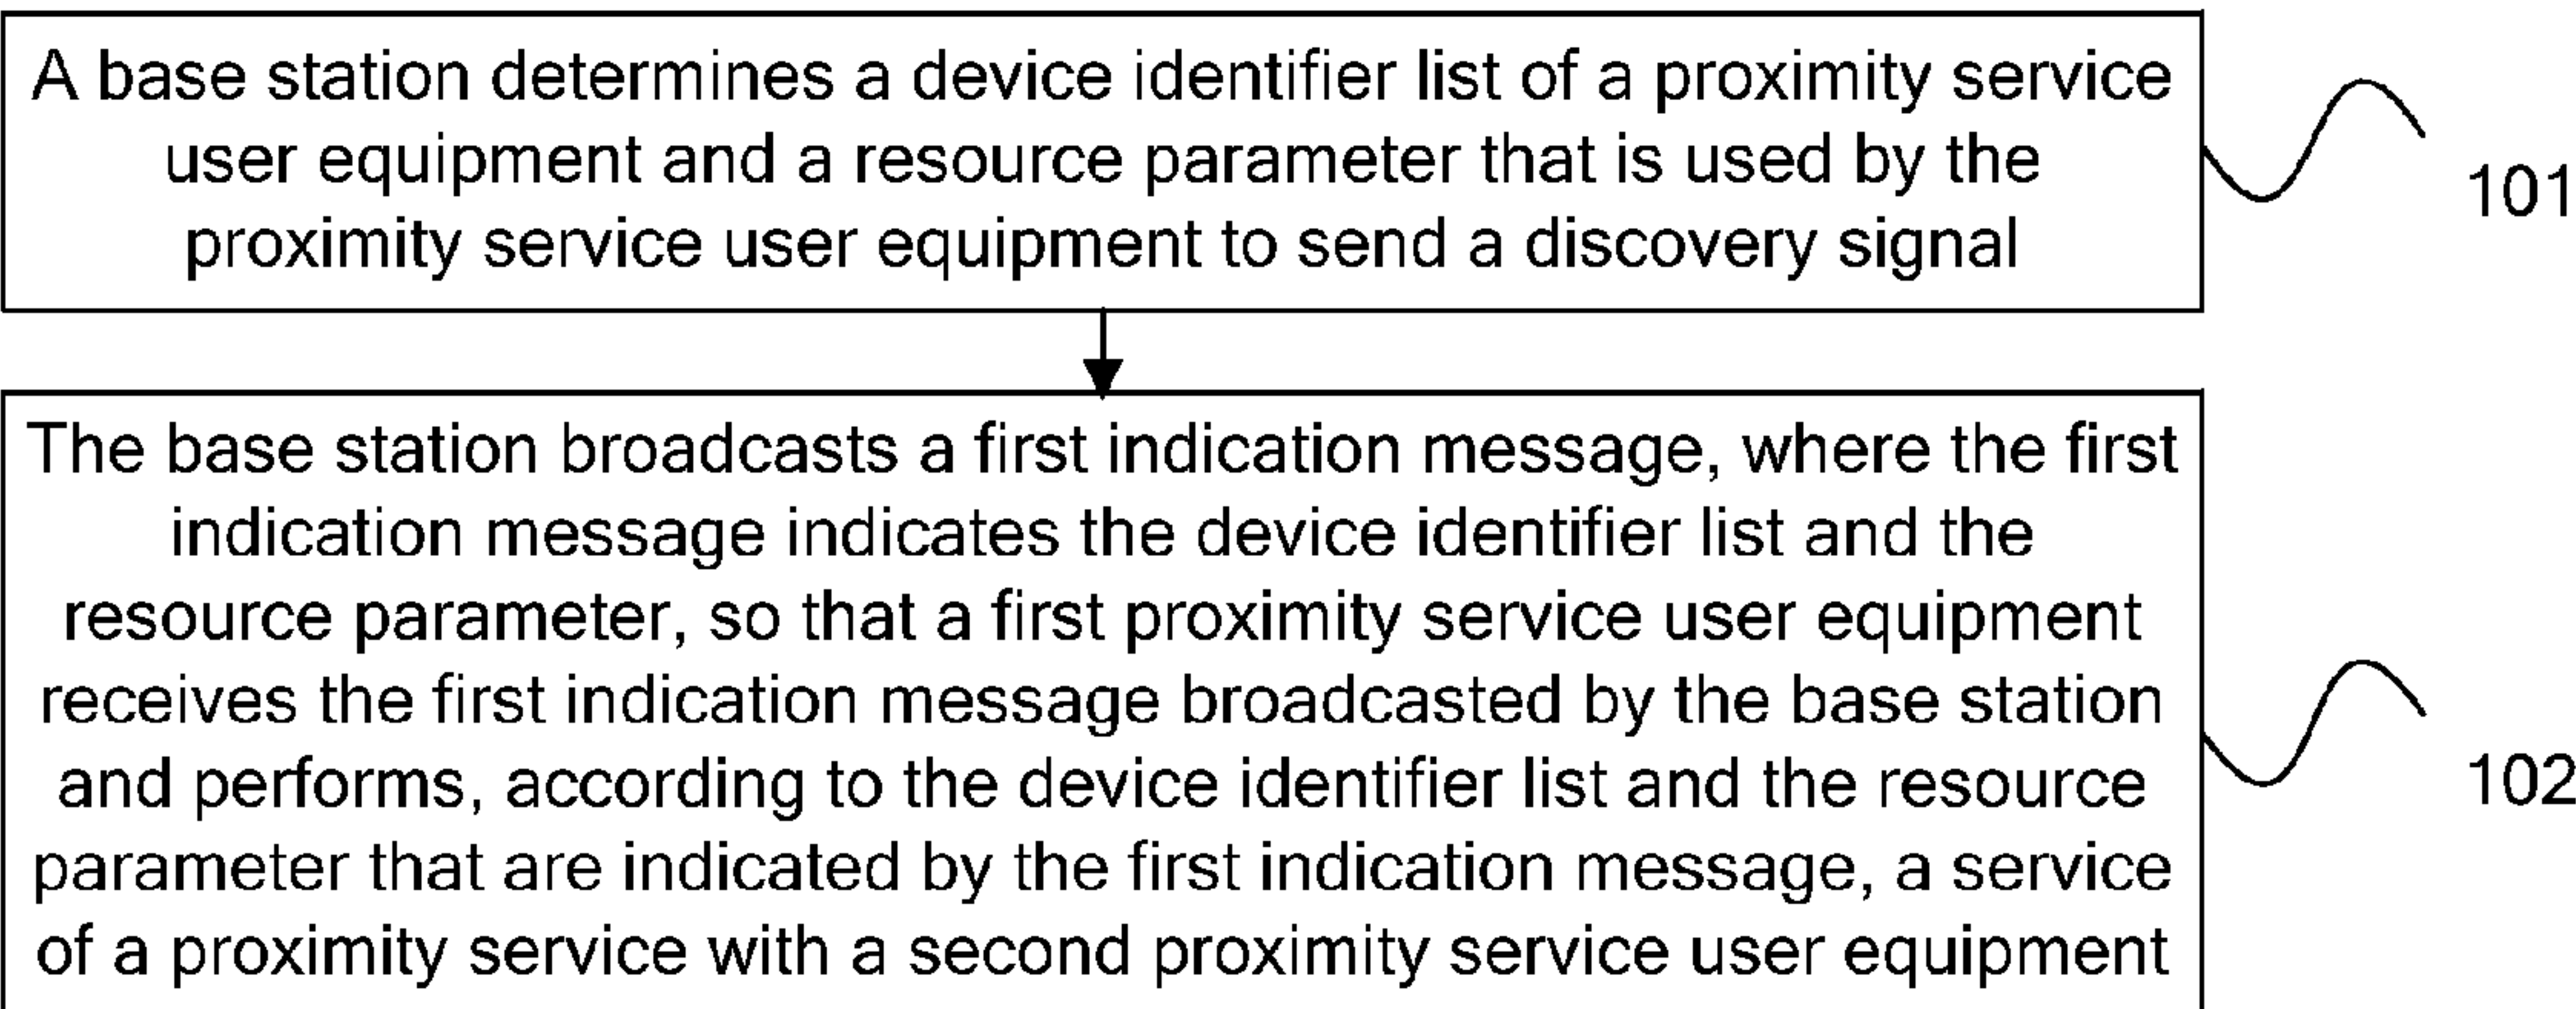 A base station determines a device identifier list of a proximity service
user equipment and a resource parameter that is used by the
proximity service user equipment to send a discovery signal
101
The base station broadcasts a first indication message, where the first
indication message indicates the device identifier list and the
resource parameter, so that a first proximity service user equipment
receives the first indication message broadcasted by the base station
and performs, according to the device identifier list and the resource
parameter that are indicated by the first indication message, a service
of a proximity service with a second proximity service user equipment
102